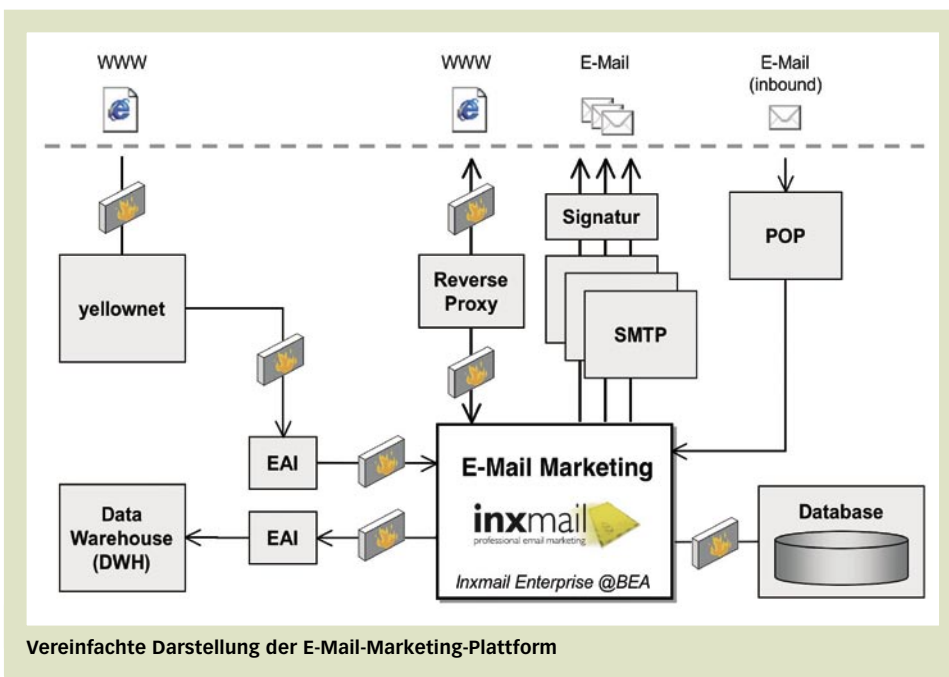 WWW
WWW
E-Mail
E-Mail
(inbound)
yellownet
Reverse
Proxy
Signatur
SMTP
POP
EAI
E-Mail Marketing
inxmail
professional email marketing
Inxmail Enterprise @BEA
Data
Warehouse
(DWH)
EAI
Database
Vereinfachte Darstellung der E-Mail-Marketing-Plattform